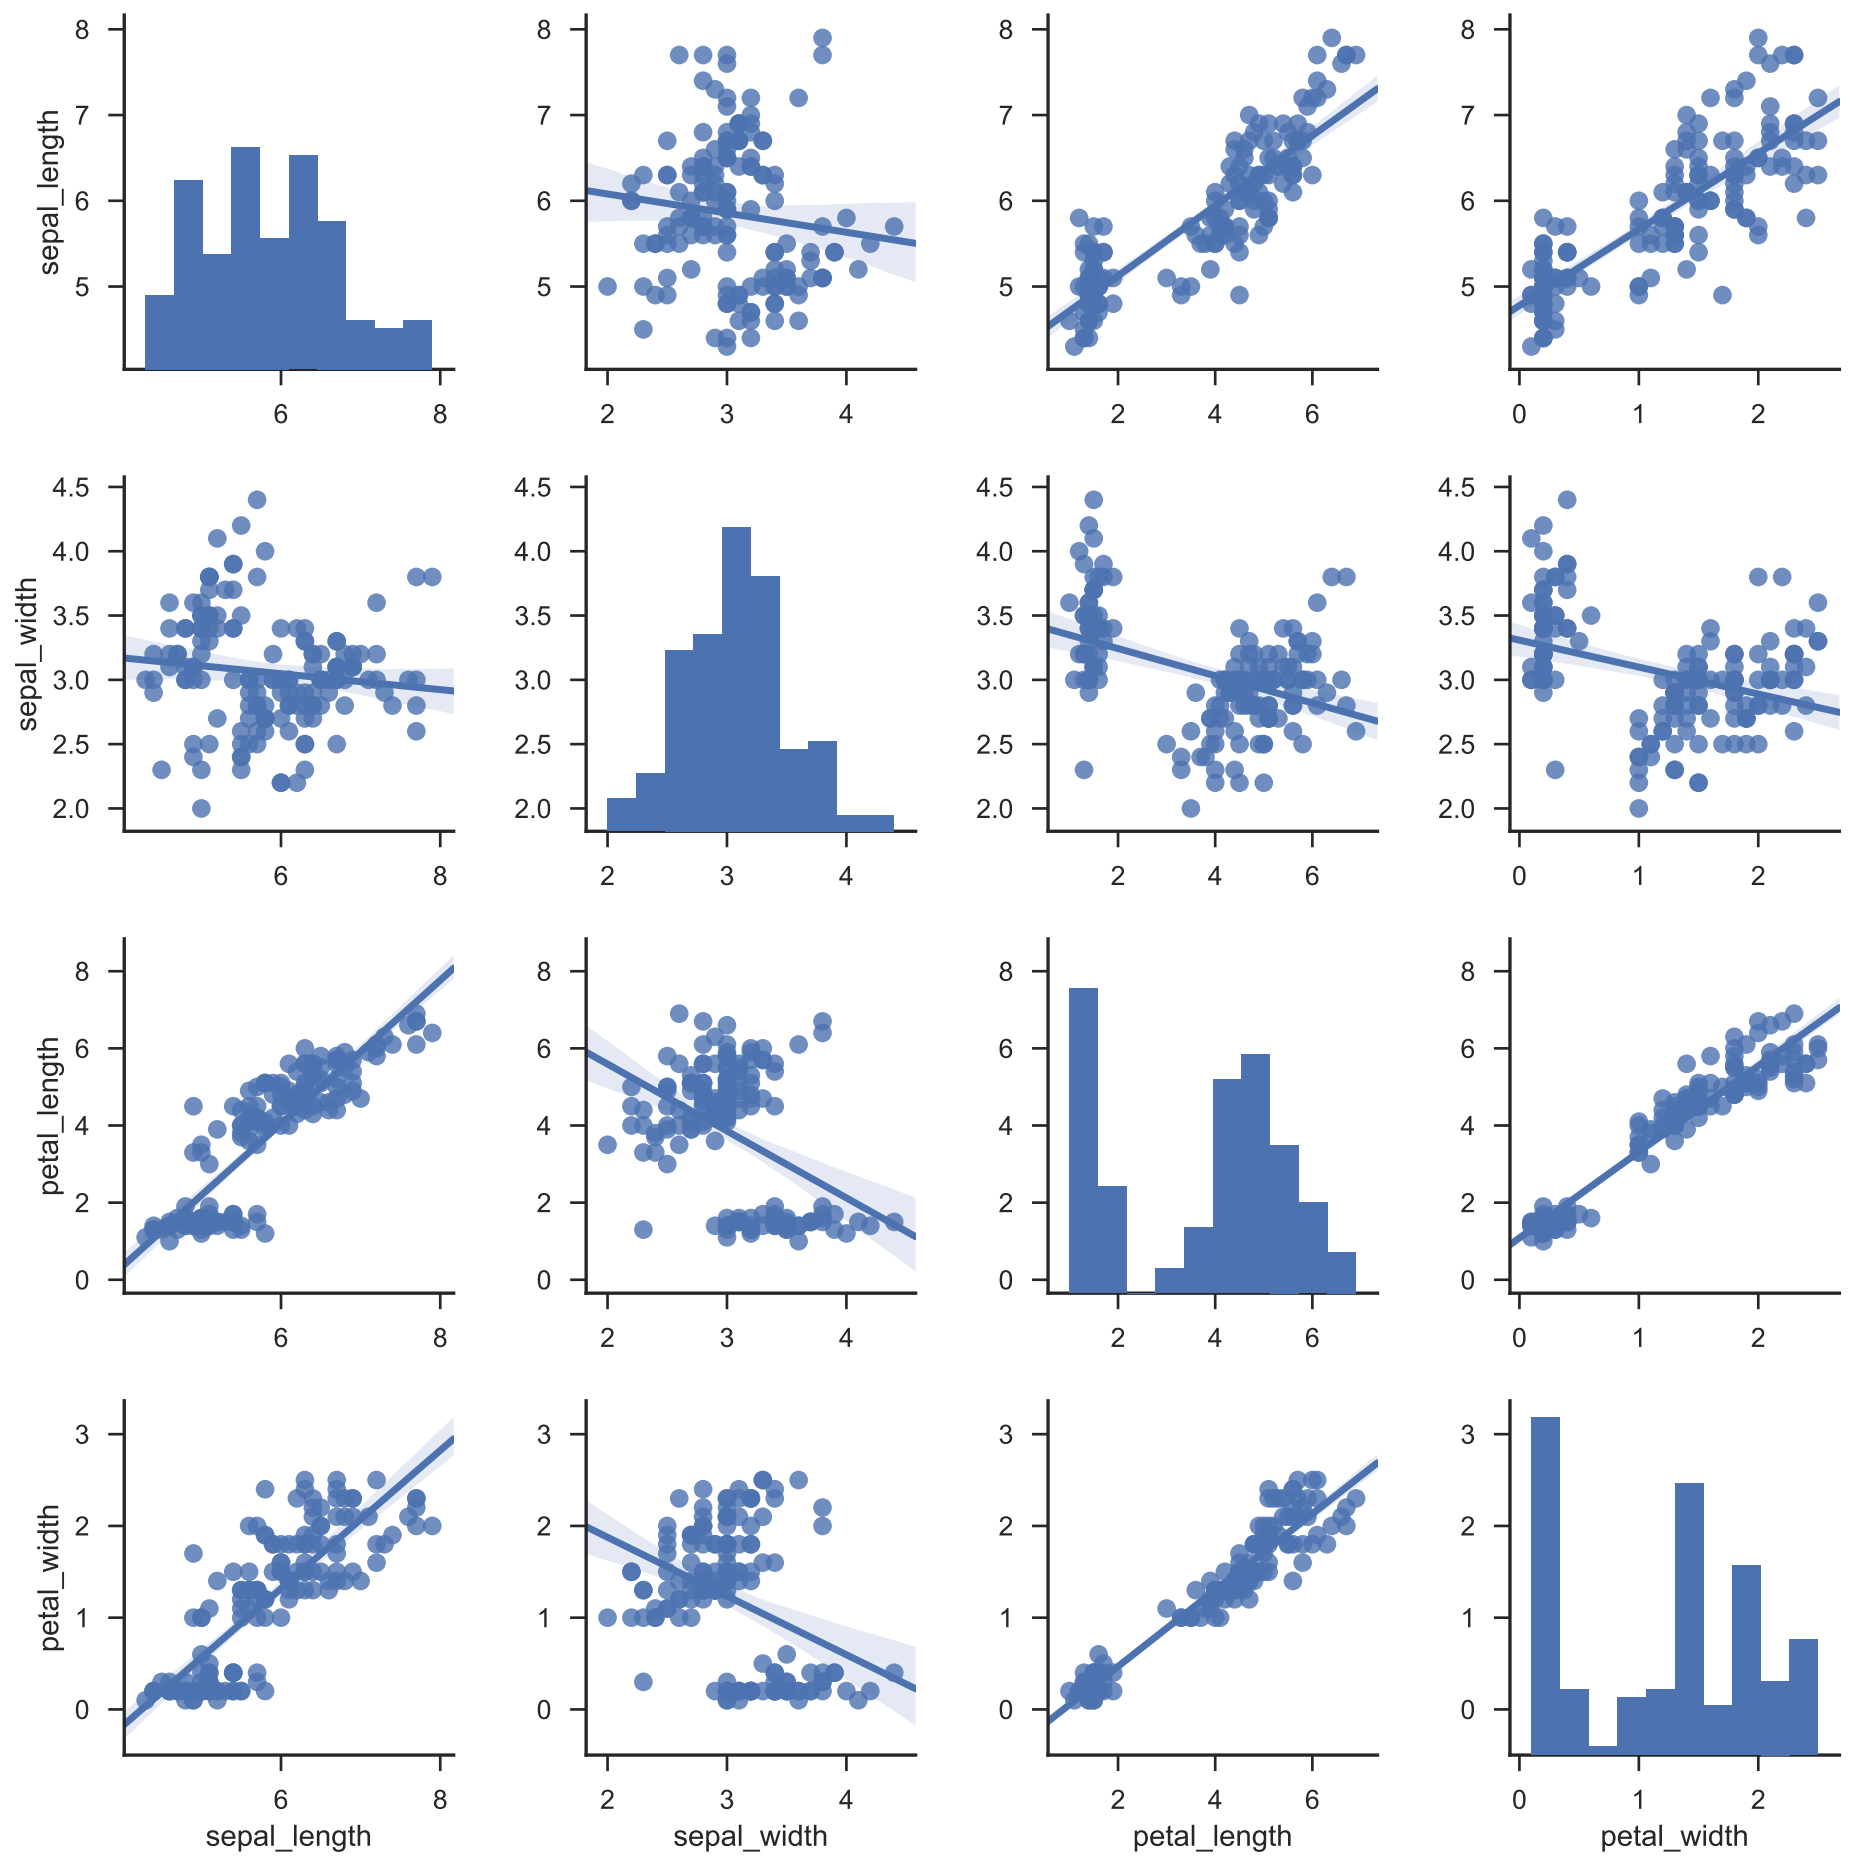 8 8 8 8
7 7 7 7
sepal_length
6 6 6 6
5 5 5 5
6 8 2 3 4 2 4 6 0 1 2
4.5 4.5 4.5 4.5
4.0 4.0 4.0 4.0
3.5 3.5 3.5 3.5
sepal_width
3.0 3.0 3.0 3.0
2.5 2.5 2.5 2.5
2.0 2.0 2.0 2.0
6 8 2 3 4 2 4 6 0 1 2
8 8 8 8
6 6 6 6
petal_length
4 4 4 4
2 2 2 2
0 0 0 0
6 8 2 3 4 2 4 6 0 1 2
3 3 3 3
2 2 2 2
petal_width
1 1 1 1
0 0 0 0
6 8 2 3 4 2 4 6 0 1 2
sepal_length sepal_width petal_length petal_width